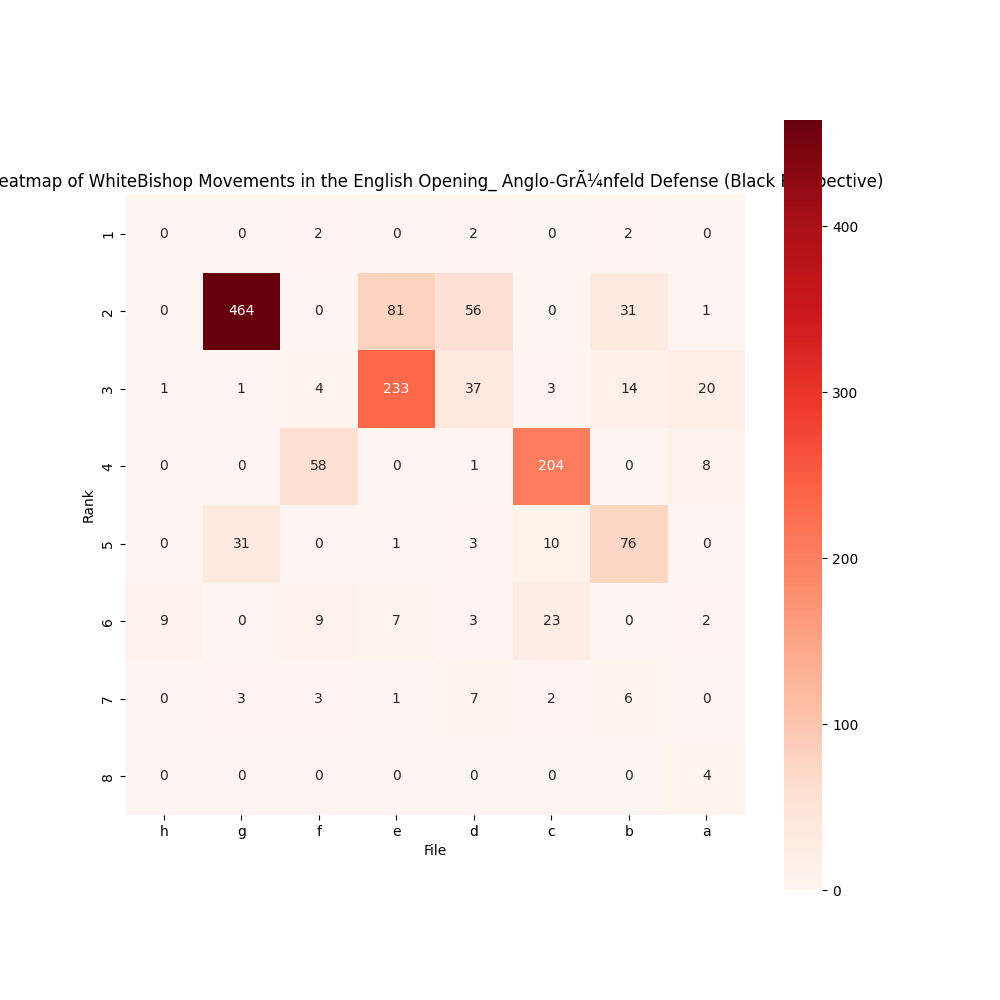 eatmap of WhiteBishop Movements in the English Opening_ Anglo-GrÃ¼nfeld Defense (Black pective)
1 0 0 2 0 2 0 2 0
2 0 464 0 81 56 0 31 1
3 1 1 4 233 37 3 14 20
4 0 0 58 0 1 204 0 8
5 0 31 0 1 3 10 76 0
6 9 0 9 7 3 23 0 2
7 0 3 3 1 7 2 6 0
8 0 0 0 0 0 0 0 4
h g f e d c b a
File
Rank
400
300
200
100
0